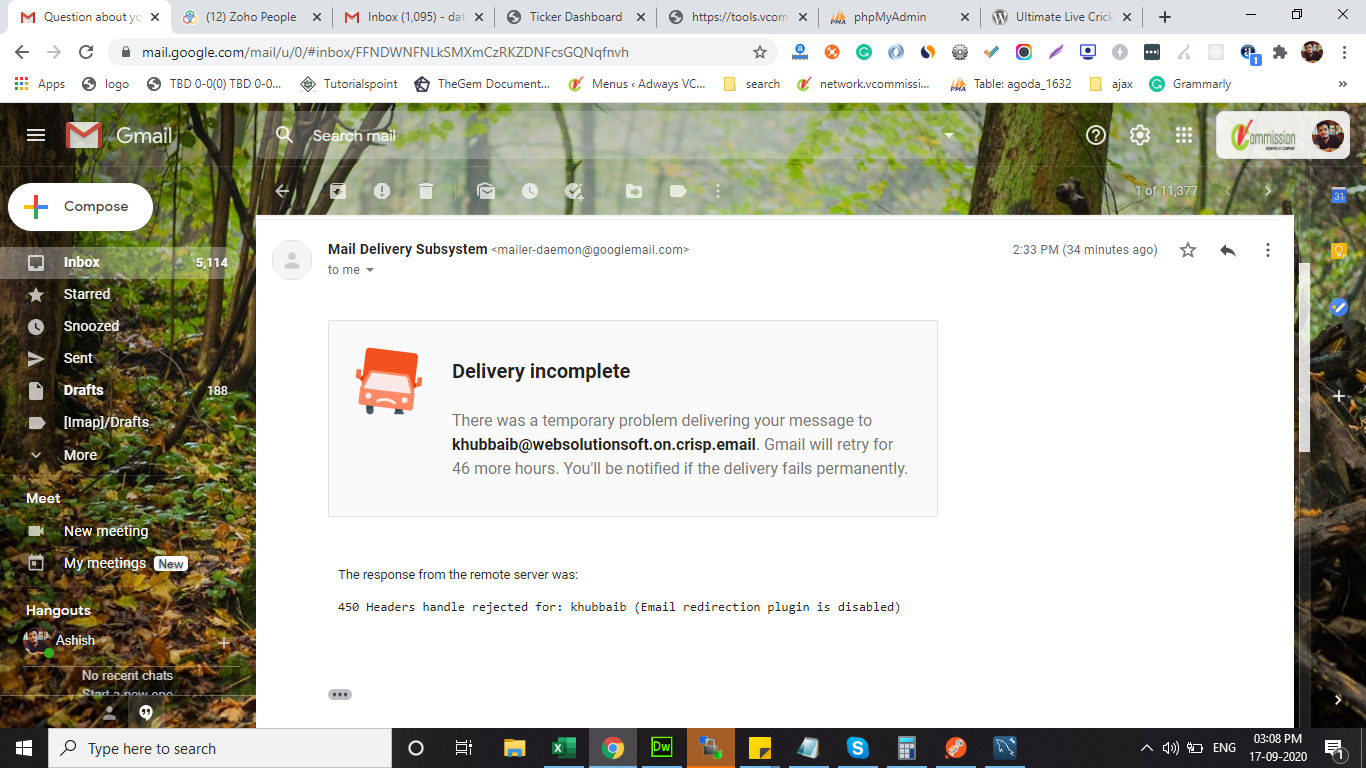 Question about yo
(12) Zoho People
Inbox (1,095) - dat
Ticker Dashboard
https://tools.vcomm
phpMyAdmin
Ultimate Live Crick
mail.google.com/mail/u/0/#inbox/FFNDWNFNLkSMXmCzRKZDNFcsGQNqfnvh
1
Apps
logo
TBD 0-0(0) TBD 0-0...
Tutorialspoint
TheGem Document...
Menus ‹ Adways VC...
search
network.vcommissi...
Table: agoda_1632
ajax
Grammarly
»
Gmail
Search mail
Commission
Compose
1 of 11,377
31
Inbox 5,114
Starred
Snoozed
Sent
Drafts 188
[Imap]/Drafts
More
Meet
New meeting
My meetings New
Hangouts
Ashish
No recent chats
Start a new one
Mail Delivery Subsystem <mailer-daemon@googlemail.com>
2:33 PM (34 minutes ago)
to me
Delivery incomplete
There was a temporary problem delivering your message to
khubbaib@websolutionsoft.on.crisp.email. Gmail will retry for
46 more hours. You'll be notified if the delivery fails permanently.
The response from the remote server was:
450 Headers handle rejected for: khubbaib (Email redirection plugin is disabled)
Type here to search
Dw
ENG
03:08 PM
17-09-2020
1